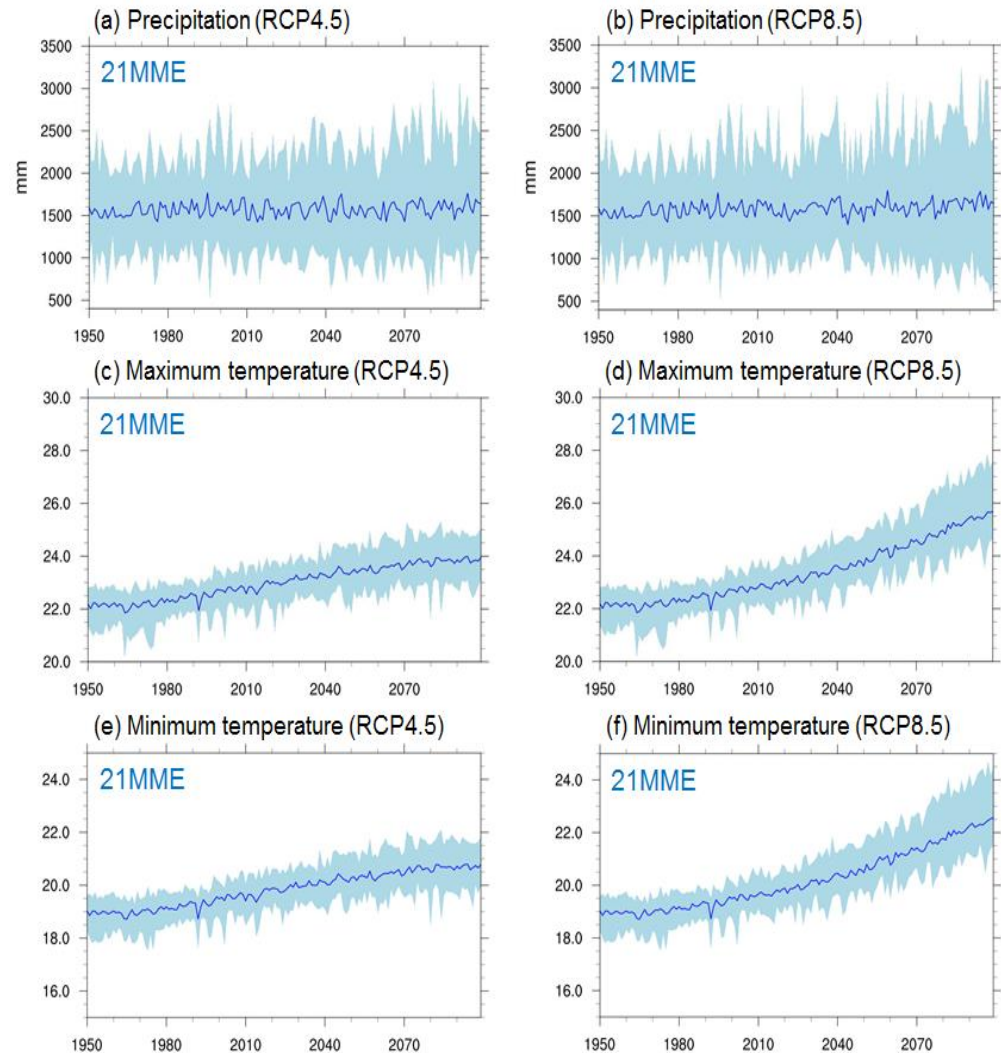 (a) Precipitation (RCP4.5)
(b) Precipitation (RCP8.5)
21MME
21MME
3500
3000
2500
2000
1500
1000
500
mm
3500
3000
2500
2000
1500
1000
500
mm
1950 1980 2010 2040 2070
1950 1980 2010 2040 2070
(c) Maximum temperature (RCP4.5)
(d) Maximum temperature (RCP8.5)
21MME
21MME
30.0
28.0
26.0
24.0
22.0
20.0
30.0
28.0
26.0
24.0
22.0
20.0
1950 1980 2010 2040 2070
1950 1980 2010 2040 2070
(e) Minimum temperature (RCP4.5)
(f) Minimum temperature (RCP8.5)
21MME
21MME
24.0
22.0
20.0
18.0
16.0
24.0
22.0
20.0
18.0
16.0
1950 1980 2010 2040 2070
1950 1980 2010 2040 2070